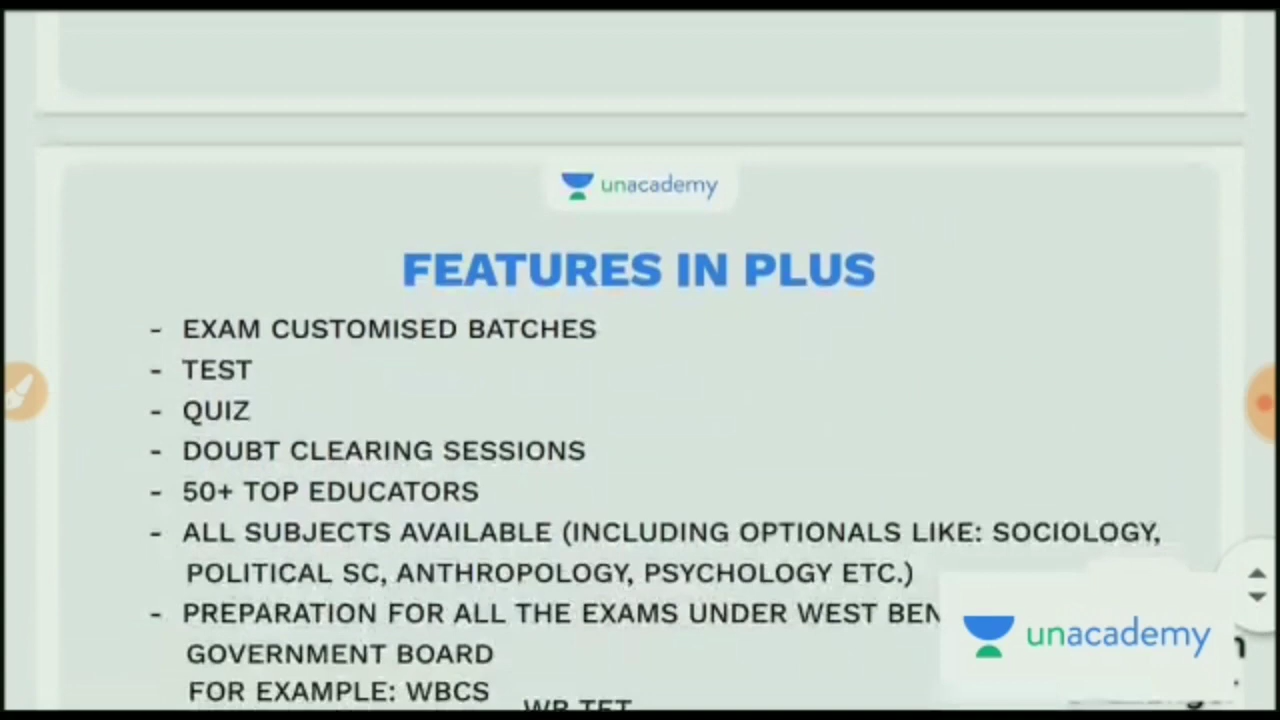 unacademy
FEATURES IN PLUS
- EXAM CUSTOMISED BATCHES
- TEST
- QUIZ
- DOUBT CLEARING SESSIONS
- 50+ TOP EDUCATORS
- ALL SUBJECTS AVAILABLE (INCLUDING OPTIONALS LIKE: SOCIOLOGY,
POLITICAL SC, ANTHROPOLOGY, PSYCHOLOGY ETC.)
- PREPARATION FOR ALL THE EXAMS UNDER WEST BEN
unacademy
GOVERNMENT BOARD
FOR EXAMPLE: WBCS
WB TET